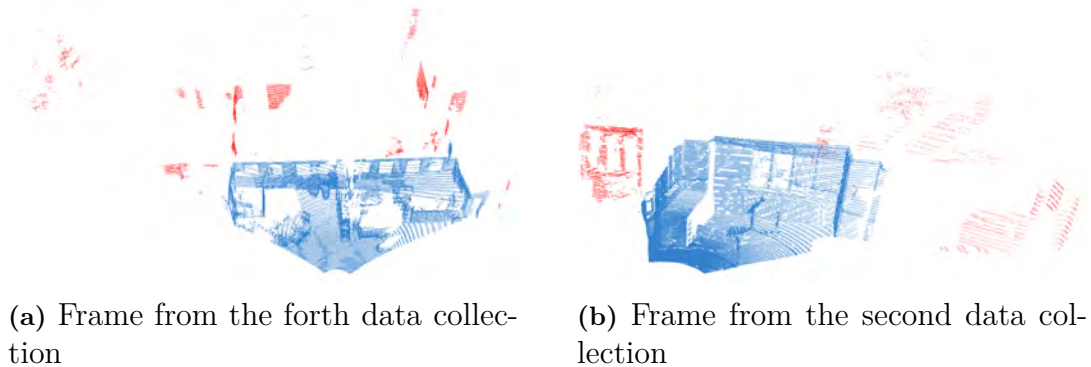 (a) Frame from the forth data collec-
tion
(b) Frame from the second data col-
lection